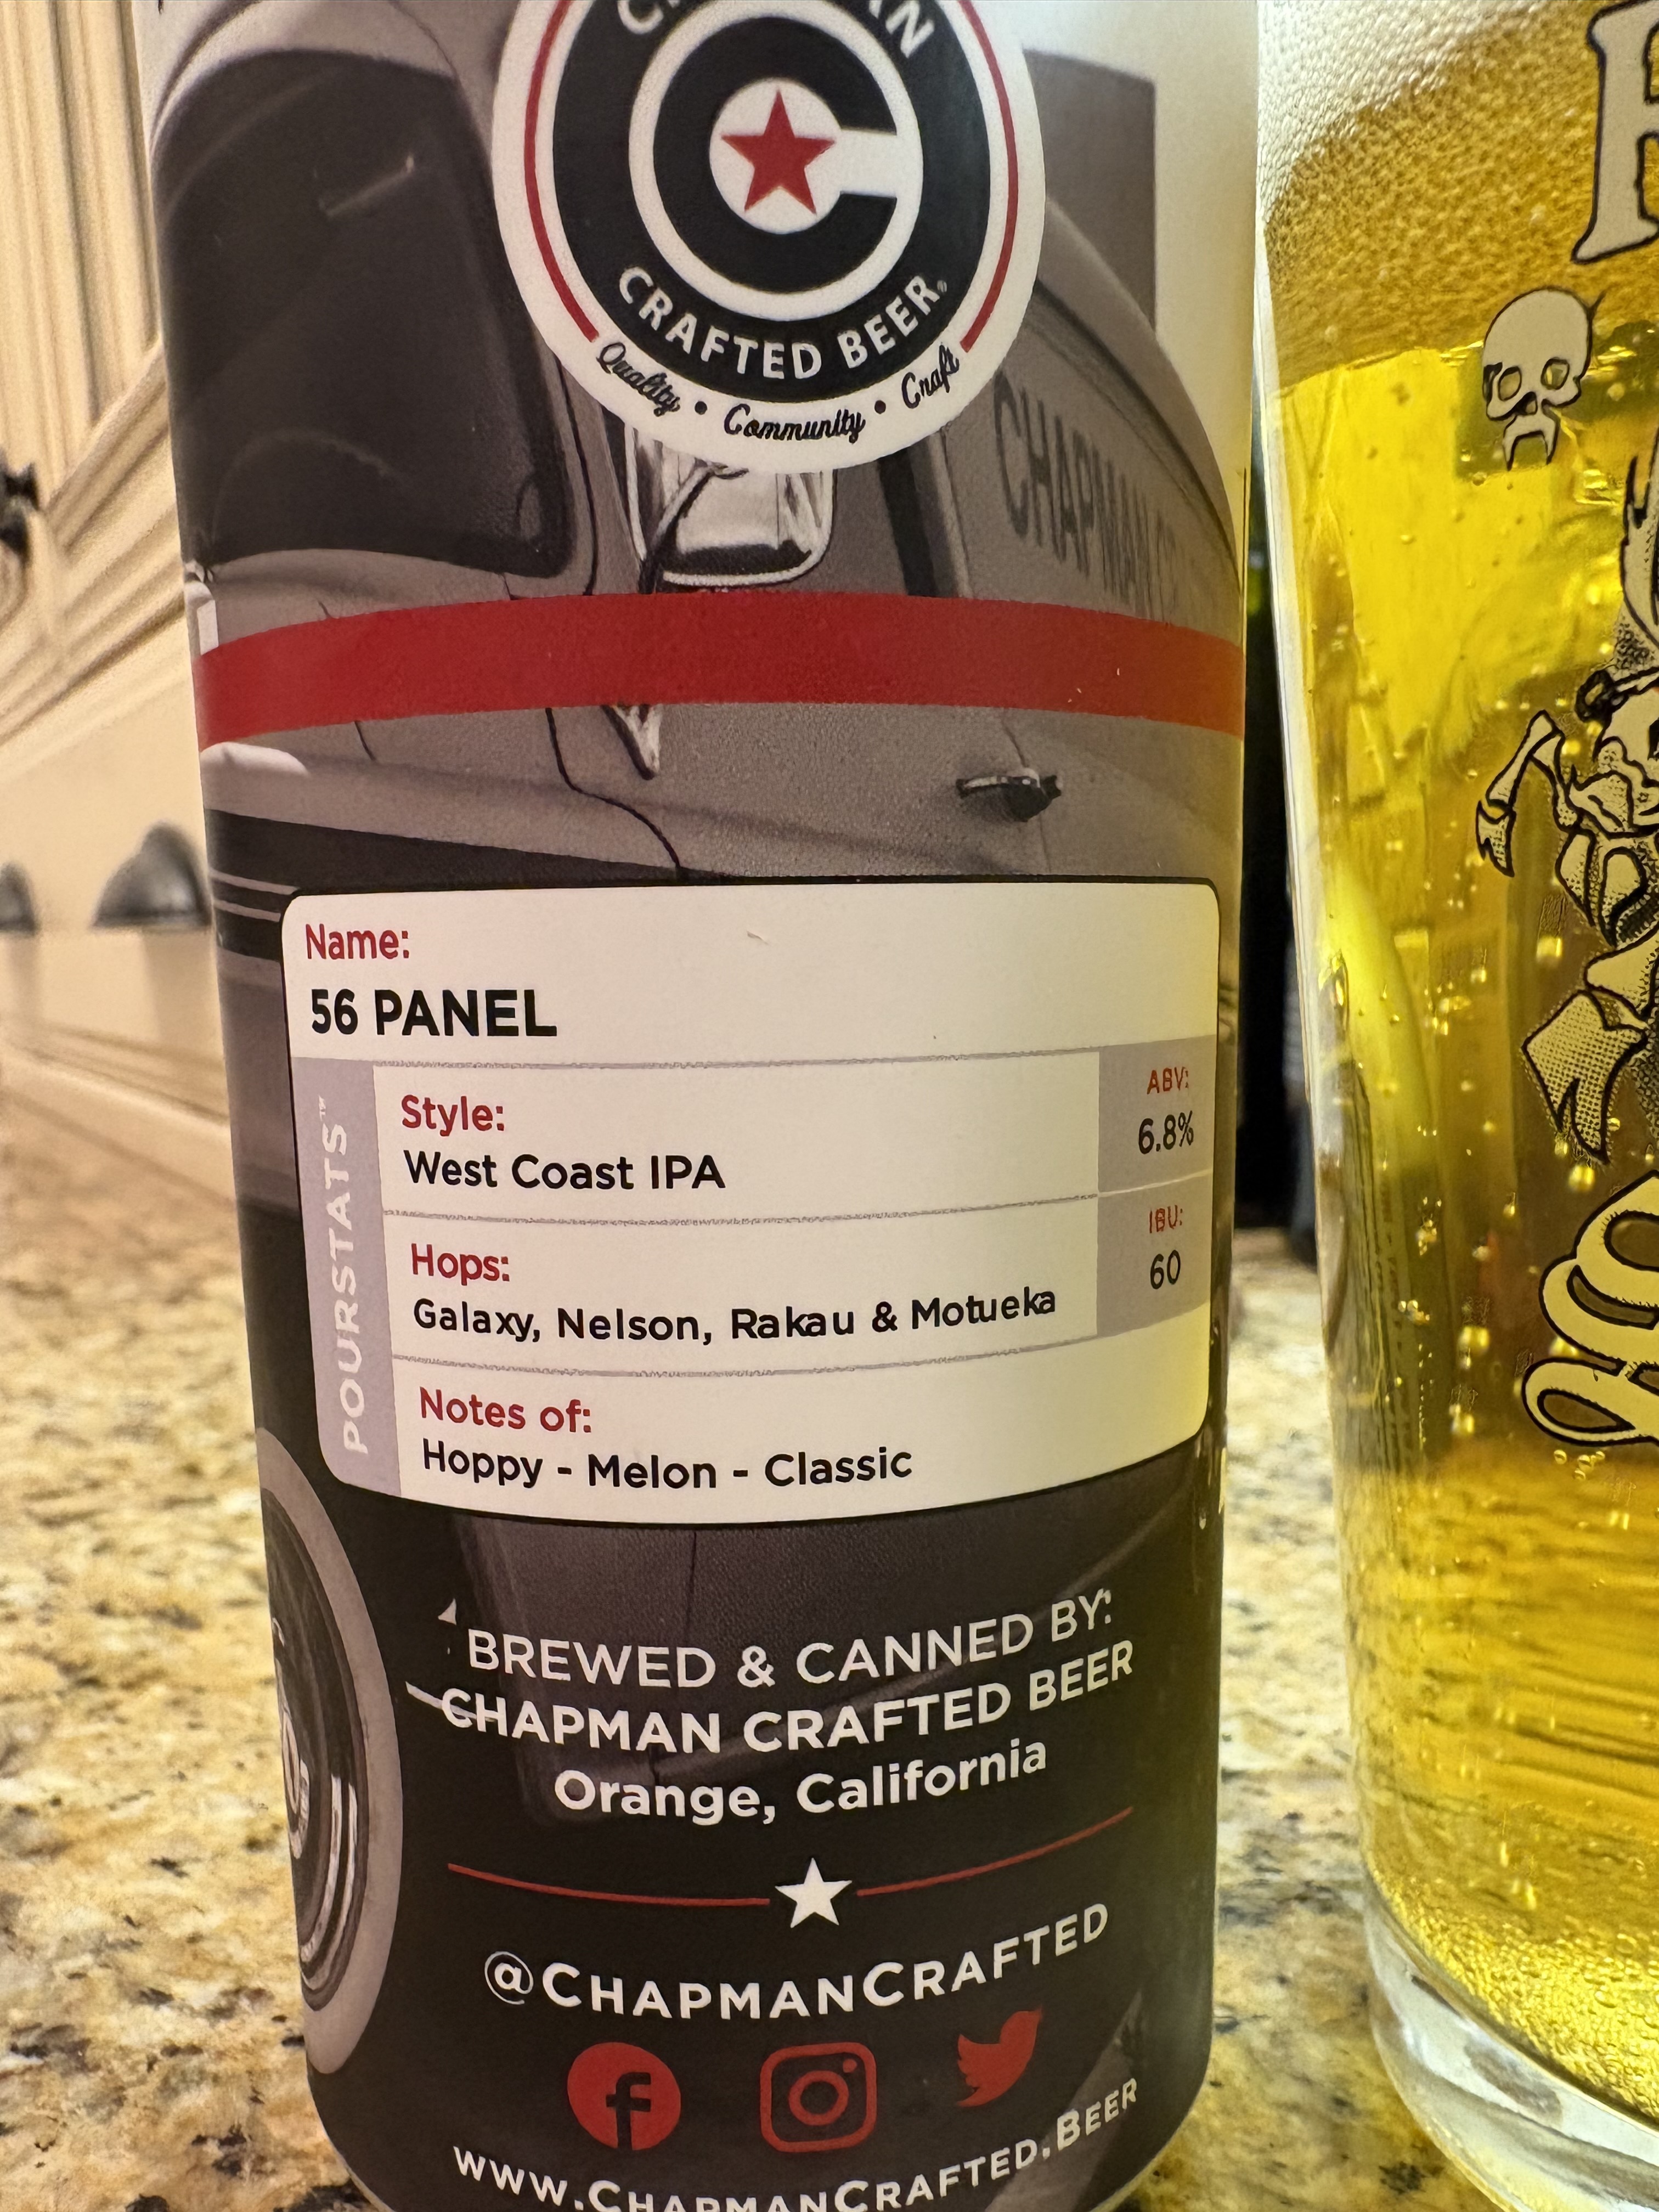 CRAFTED BEER®
Quality • Community • Craft
CHAPMAN
Name:
56 PANEL
POURSTATS™
Style:
West Coast IPA
ABV:
6.8%
Hops:
Galaxy, Nelson, Rakau & Motueka
IBU:
60
Notes of:
Hoppy - Melon - Classic
BREWED & CANNED BY:
CHAPMAN CRAFTED BEER
Orange, California
@CHAPMANCRAFTED
WWW.CHAPMANCRAFTED.BEER